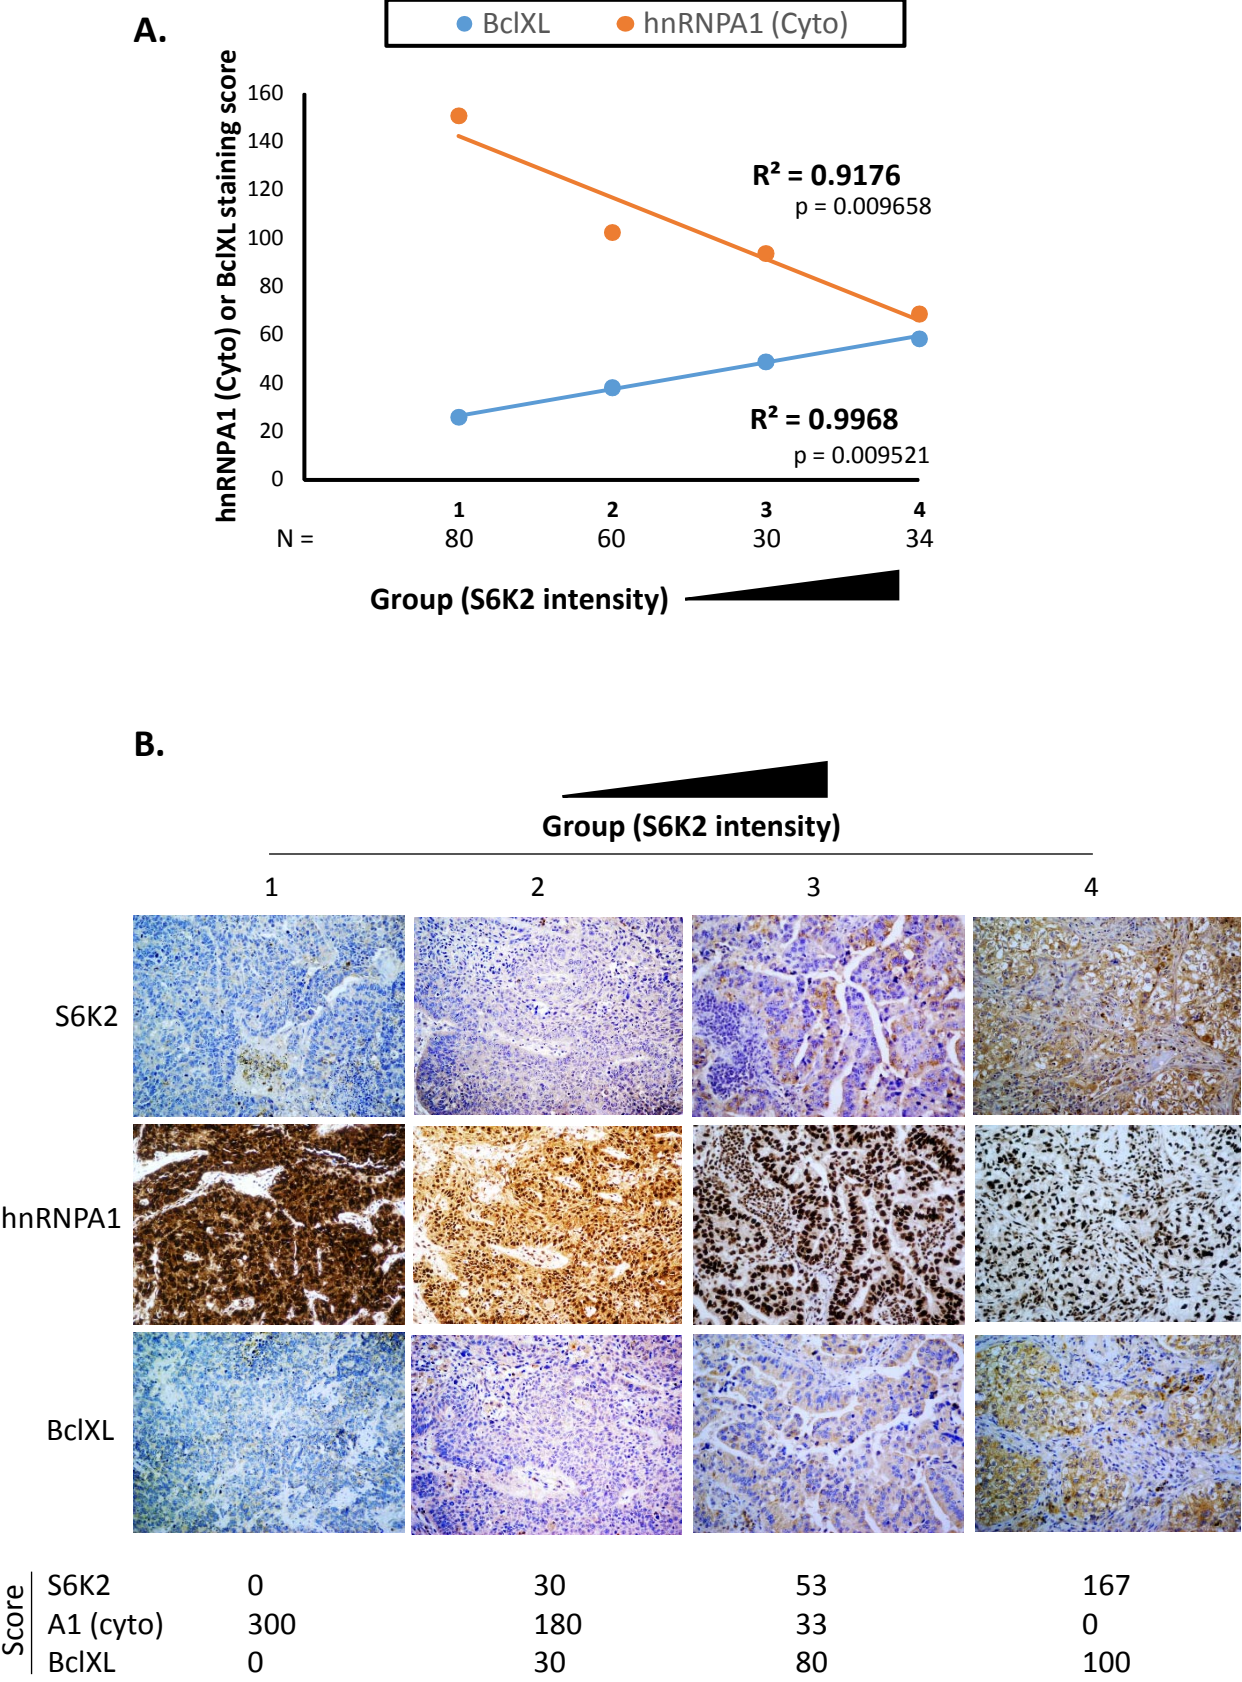 A.
BclXL hnRNPA1 (Cyto)
hnRNPA1 (Cyto) or BclXL staining score
160
140
120
100
80
60
40
20
0
R² = 0.9176
p = 0.009658
R² = 0.9968
p = 0.009521
1 2 3 4
N = 80 60 30 34
Group (S6K2 intensity)
B.
Group (S6K2 intensity)
1 2 3 4
S6K2
hnRNPA1
BclXL
Score
S6K2 0 30 53 167
A1 (cyto) 300 180 33 0
BclXL 0 30 80 100